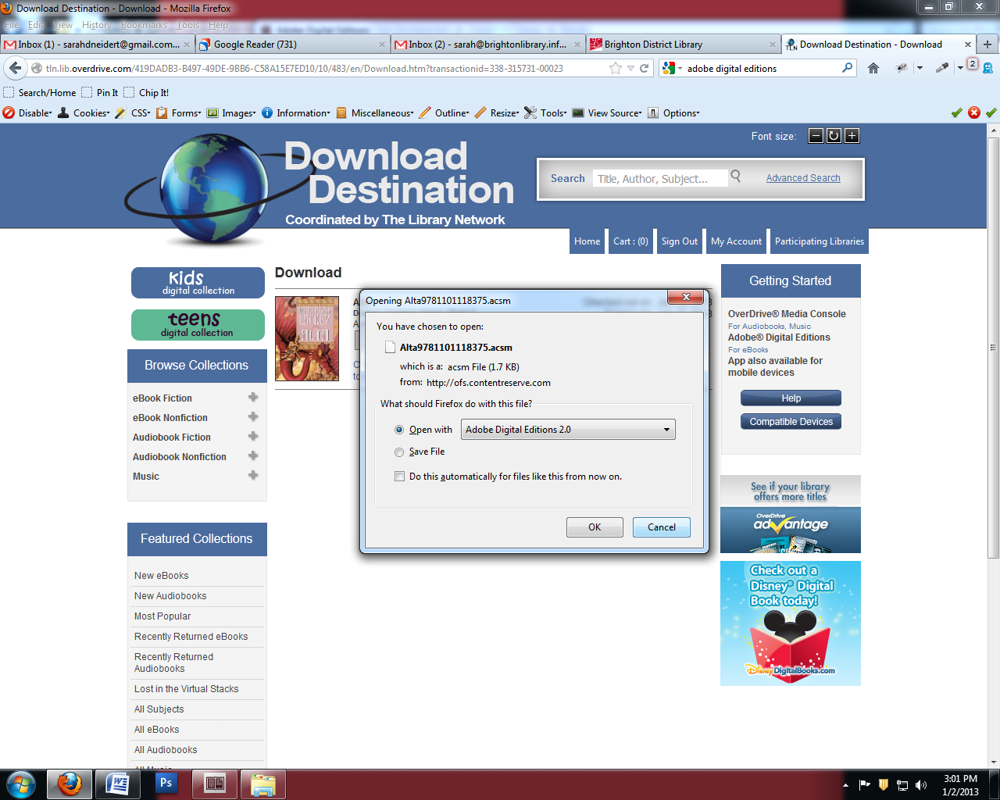 Download Destination - Download - Mozilla Firefox
File Edit View History Bookmarks Tools Help
Inbox (1) - sarahdneidert@gmail.com...
Google Reader (731)
Inbox (2) - sarah@brightonlibrary.inf...
Brighton District Library
Download Destination - Download
tln.lib.overdrive.com/419DADB3-B497-49DE-9BB6-C58A15E7ED10/10/483/en/Download.htm?transactionid=338-315731-00023
adobe digital editions
2
Search/Home Pin It Chip It!
Disable Cookies CSS Forms Images Information Miscellaneous Outline Resize Tools View Source Options
Font size:
Download
Destination
Coordinated by The Library Network
Search Title, Author, Subject... Advanced Search
Home Cart : (0) Sign Out My Account Participating Libraries
kids
digital collection
teens
digital collection
Browse Collections
eBook Fiction
eBook Nonfiction
Audiobook Fiction
Audiobook Nonfiction
Music
Featured Collections
New eBooks
New Audiobooks
Most Popular
Recently Returned eBooks
Recently Returned
Audiobooks
Lost in the Virtual Stacks
All Subjects
All eBooks
All Audiobooks
All Music
Download
LACKEY
ALTA
Opening Alta9781101118375.acsm
You have chosen to open:
Alta9781101118375.acsm
which is a: acsm File (1.7 KB)
from: http://ofs.contentreserve.com
What should Firefox do with this file?
Open with Adobe Digital Editions 2.0
Save File
Do this automatically for files like this from now on.
OK Cancel
Getting Started
OverDrive® Media Console
For Audiobooks, Music
Adobe® Digital Editions
For eBooks
App also available for
mobile devices
Help
Compatible Devices
See if your library
offers more titles
OverDrive
advantage
Check out a
Disney® Digital
Book today!
DisneyDigitalBooks.com
W
Ps
3:01 PM
1/2/2013